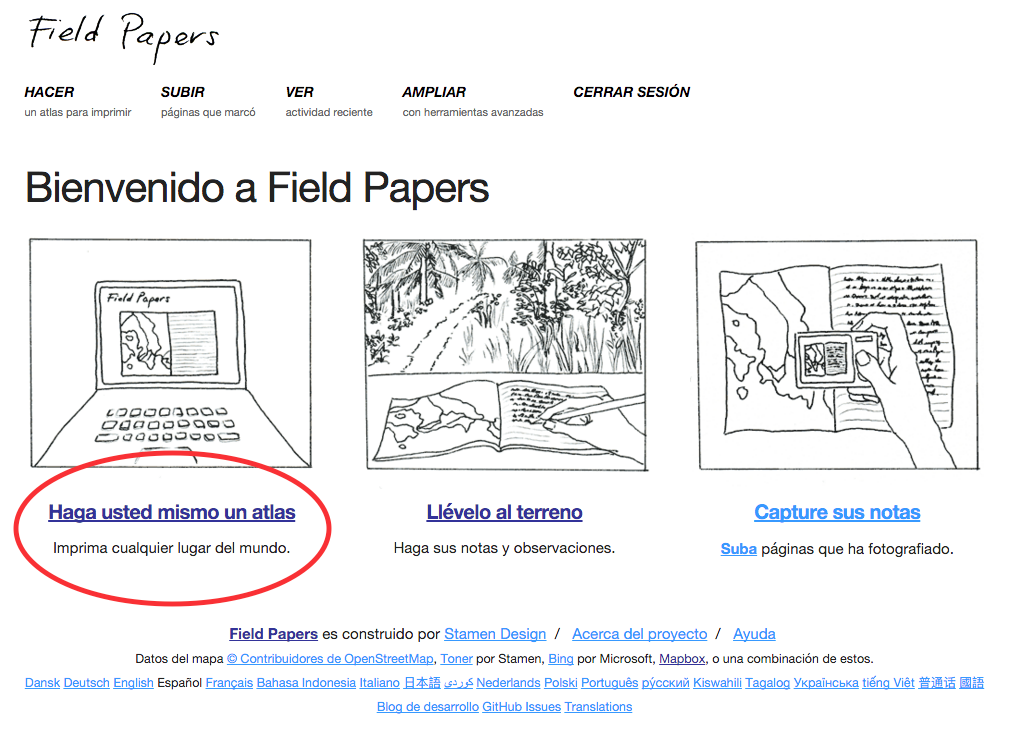 Field Papers
HACER SUBIR VER AMPLIAR CERRAR SESIÓN
un atlas para imprimir páginas que marcó actividad reciente con herramientas avanzadas
Bienvenido a Field Papers
Field Papers
Haga usted mismo un atlas Llévelo al terreno Capture sus notas
Imprima cualquier lugar del mundo. Haga sus notas y observaciones. Suba páginas que ha fotografiado.
Field Papers es construido por Stamen Design / Acerca del proyecto / Ayuda
Datos del mapa © Contribuidores de OpenStreetMap, Toner por Stamen, Bing por Microsoft, Mapbox, o una combinación de estos.
Dansk Deutsch English Español Français Bahasa Indonesia Italiano 日本語 كوردی Nederlands Polski Português ру́сский Kiswahili Tagalog Українська tiếng Việt 普通话 國語
Blog de desarrollo GitHub Issues Translations